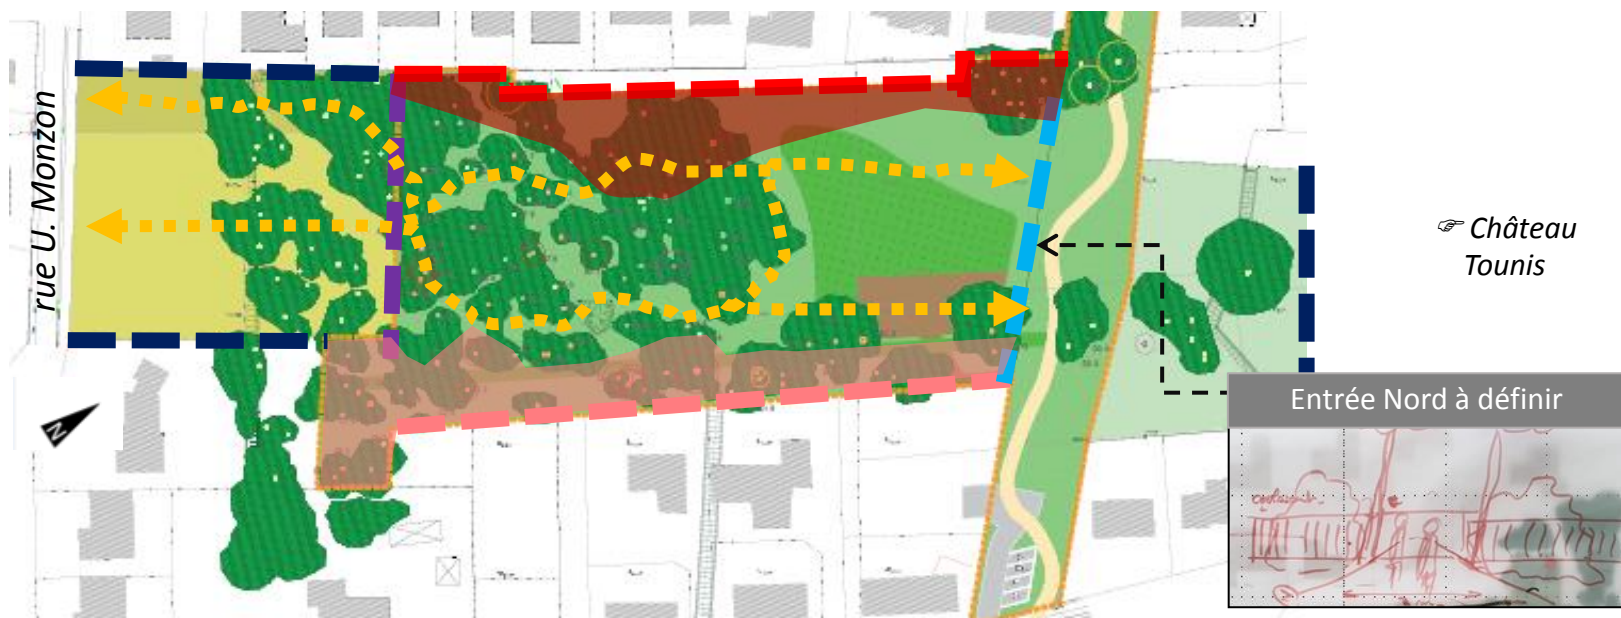 rue U. Monzon
☞ Château
Tounis
N
Entrée Nord à définir